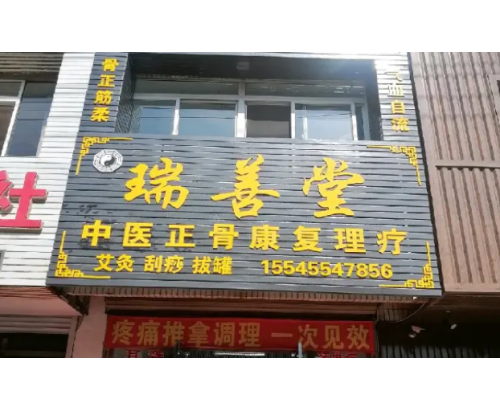 骨正筋柔
气血自流
瑞善堂
中医正骨康复理疗
艾灸 刮痧 拔罐 15545547856
疼痛推拿调理 一次见效
社